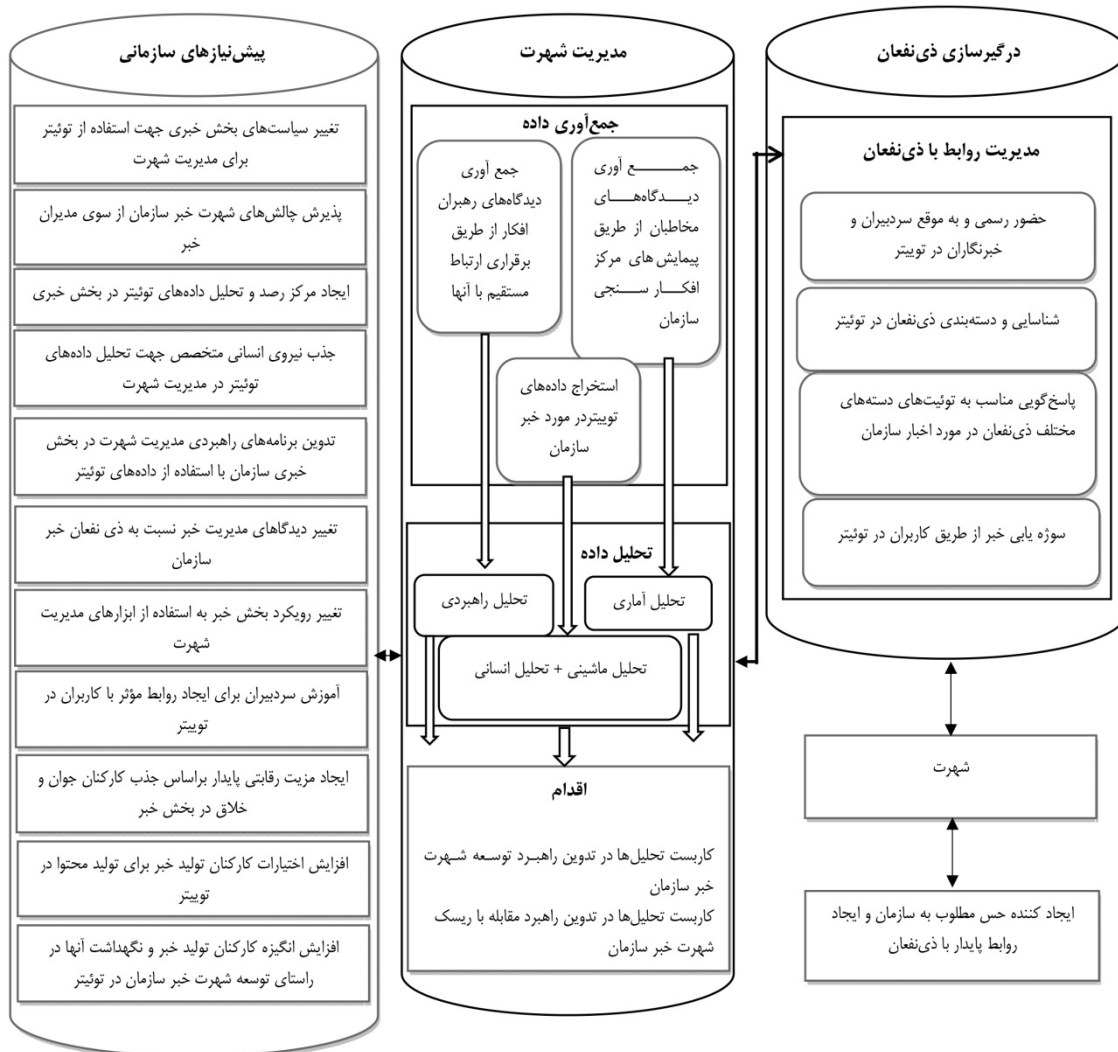 درگیرسازی ذی‌نفعان
مدیریت روابط با ذی‌نفعان
حضور رسمی و به موقع سردبیران و
خبرنگاران در توییتر
شناسایی و دسته‌بندی ذی‌نفعان در توئیتر
پاسخ‌گویی مناسب به توئیت‌های دسته‌های
مختلف ذی‌نفعان در مورد اخبار سازمان
سوژه یابی خبر از طریق کاربران در توئیتر
شهرت
ایجاد کننده حس مطلوب به سازمان و ایجاد
روابط پایدار با ذی‌نفعان
مدیریت شهرت
جمع‌آوری داده
جمـــــع آوری
دیـــدگاه‌هـــای
مخاطبان از طریق
پیمایش های مرکز
افکـــار ســـنجی
سازمان
جمع آوری
دیدگاه‌های رهبران
افکار از طریق
برقراری ارتباط
مستقیم با آنها
استخراج داده‌های
توییتردر مورد خبر
سازمان
تحلیل داده
تحلیل آماری
تحلیل راهبردی
تحلیل ماشینی + تحلیل انسانی
اقدام
کاربست تحلیل‌ها در تدوین راهبـرد توسـعه شـهرت
خبر سازمان
کاربست تحلیل‌ها در تدوین راهبرد مقابله با ریسک
شهرت خبر سازمان
پیش‌نیازهای سازمانی
تغییر سیاست‌های بخش خبری جهت استفاده از توئیتر
برای مدیریت شهرت
پذیرش چالش‌های شهرت خبر سازمان از سوی مدیران
خبر
ایجاد مرکز رصد و تحلیل داده‌های توئیتر در بخش خبری
جذب نیروی انسانی متخصص جهت تحلیل داده‌های
توئیتر در مدیریت شهرت
تدوین برنامه‌های راهبردی مدیریت شهرت در بخش
خبری سازمان با استفاده از داده‌های توئیتر
تغییر دیدگاهای مدیریت خبر نسبت به ذی نفعان خبر
سازمان
تغییر رویکرد بخش خبر به استفاده از ابزارهای مدیریت
شهرت
آموزش سردبیران برای ایجاد روابط مؤثر با کاربران در
توییتر
ایجاد مزیت رقابتی پایدار براساس جذب کارکنان جوان و
خلاق در بخش خبر
افزایش اختیارات کارکنان تولید خبر برای تولید محتوا در
توییتر
افزایش انگیزه کارکنان تولید خبر و نگهداشت آنها در
راستای توسعه شهرت خبر سازمان در توئیتر